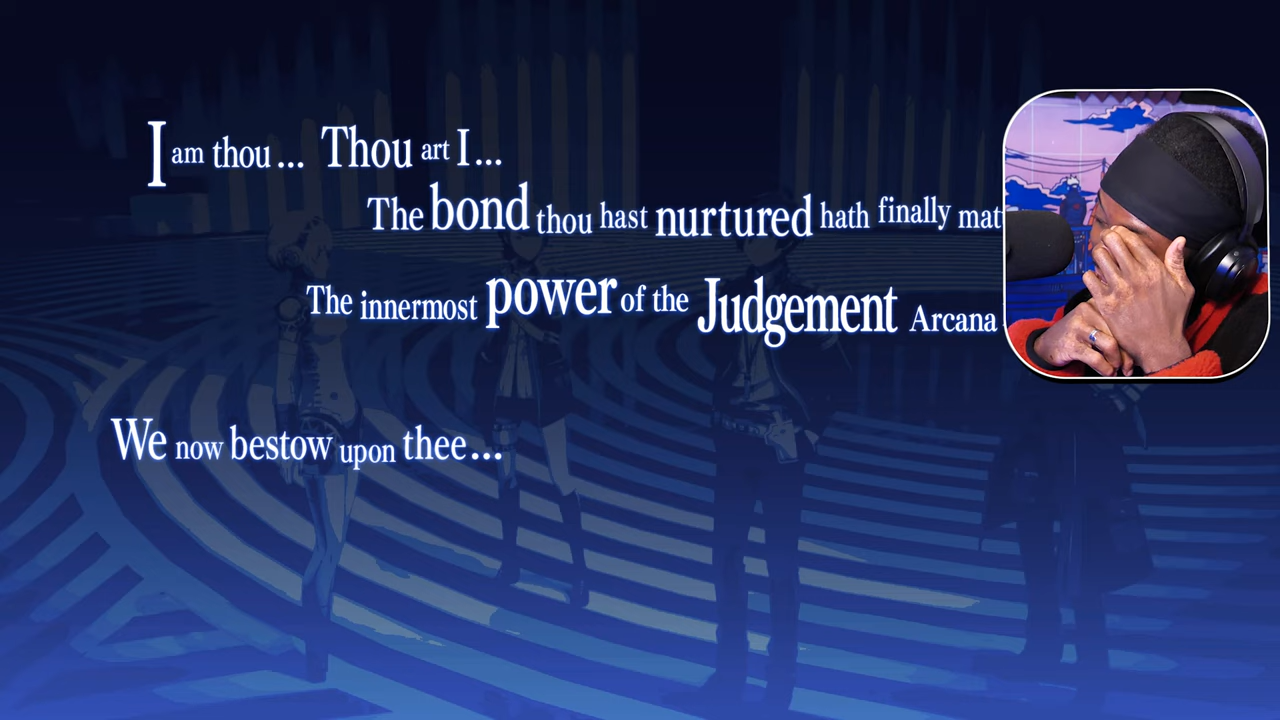 I am thou... Thou art I...
The bond thou hast nurtured hath finally
The innermost power of the Judgement Arcana
We now bestow upon thee...